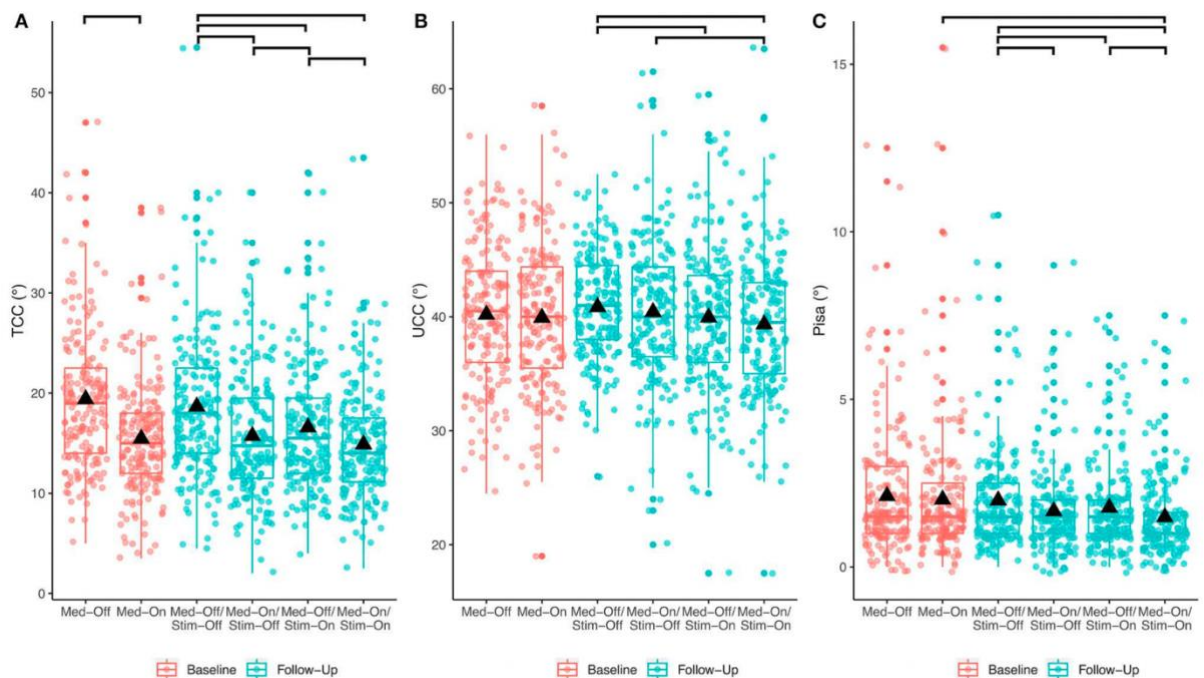 A
TCC (°)
50
40
30
20
10
0
Med–Off
Med–On
Med–Off/
Stim–Off
Med–On/
Stim–Off
Med–Off/
Stim–On
Med–On/
Stim–On
Baseline
Follow–Up
B
UCC (°)
60
50
40
30
20
Med–Off
Med–On
Med–Off/
Stim–Off
Med–On/
Stim–Off
Med–Off/
Stim–On
Med–On/
Stim–On
Baseline
Follow–Up
C
Pisa (°)
15
10
5
0
Med–Off
Med–On
Med–Off/
Stim–Off
Med–On/
Stim–Off
Med–Off/
Stim–On
Med–On/
Stim–On
Baseline
Follow–Up